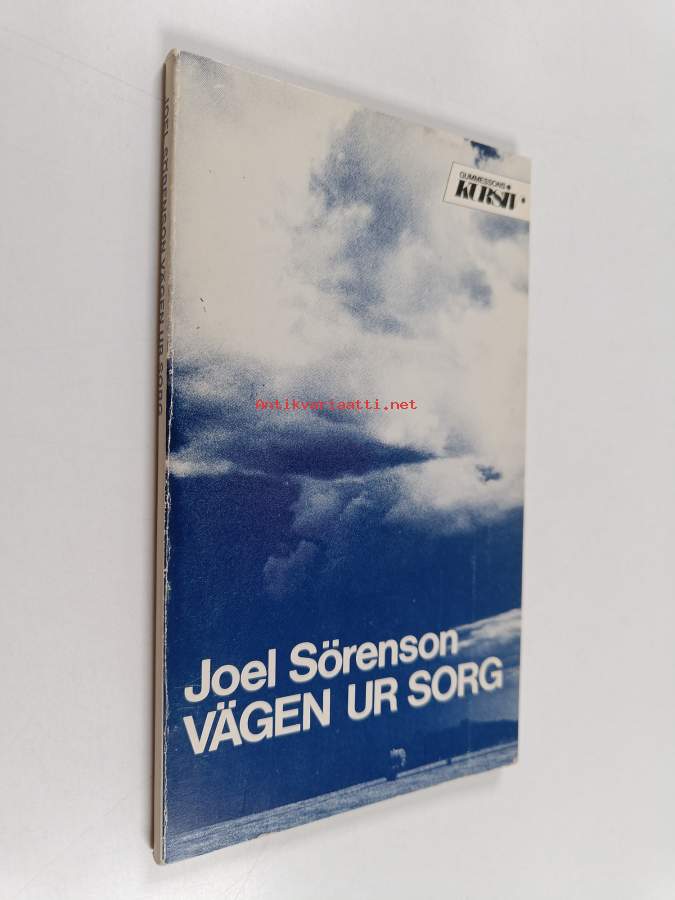 GUMMESSONS
KURSIV
Antikvariaatti.net
Joel Sörenson
VÄGEN UR SORG
JOEL SÖRENSON VÄGEN UR SORG